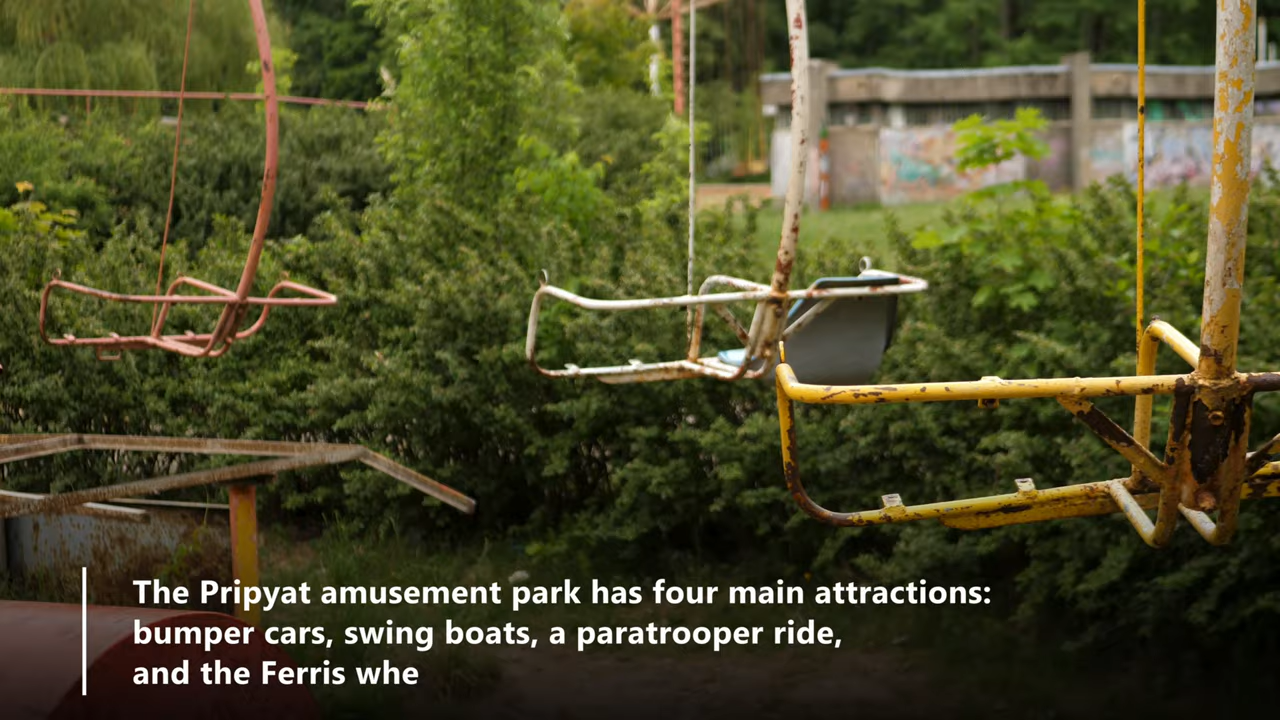 The Pripyat amusement park has four main attractions:
bumper cars, swing boats, a paratrooper ride,
and the Ferris whe